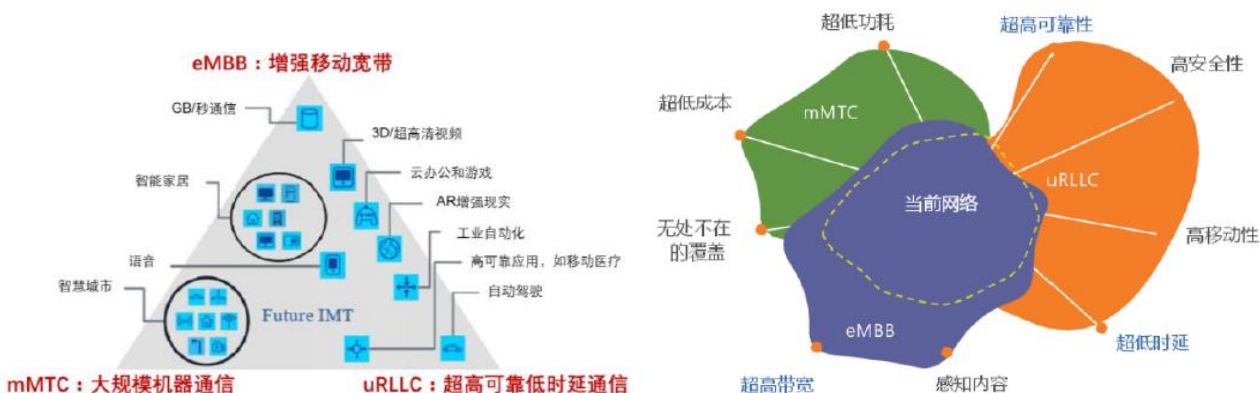 eMBB：增强移动宽带
GB/秒通信
3D/超高清视频
云办公和游戏
智能家居
AR增强现实
工业自动化
语音
高可靠应用，如移动医疗
智慧城市
自动驾驶
Future IMT
mMTC：大规模机器通信
uRLLC：超高可靠低时延通信
超低功耗
超高可靠性
高安全性
超低成本
mMTC
uRLLC
当前网络
无处不在
的覆盖
高移动性
eMBB
超低时延
超高带宽
感知内容